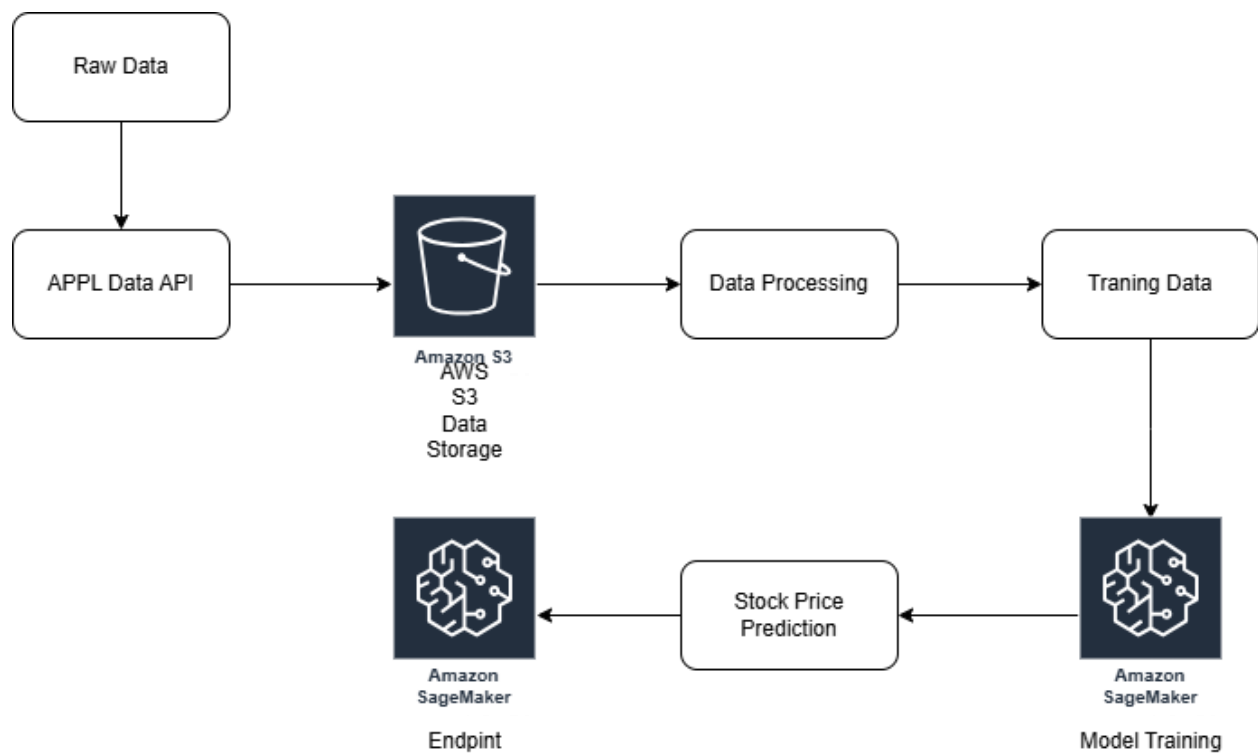 Raw Data
APPL Data API
Amazon S3
AWS
S3
Data
Storage
Data Processing
Traning Data
Amazon
SageMaker
Model Training
Stock Price
Prediction
Amazon
SageMaker
Endpint